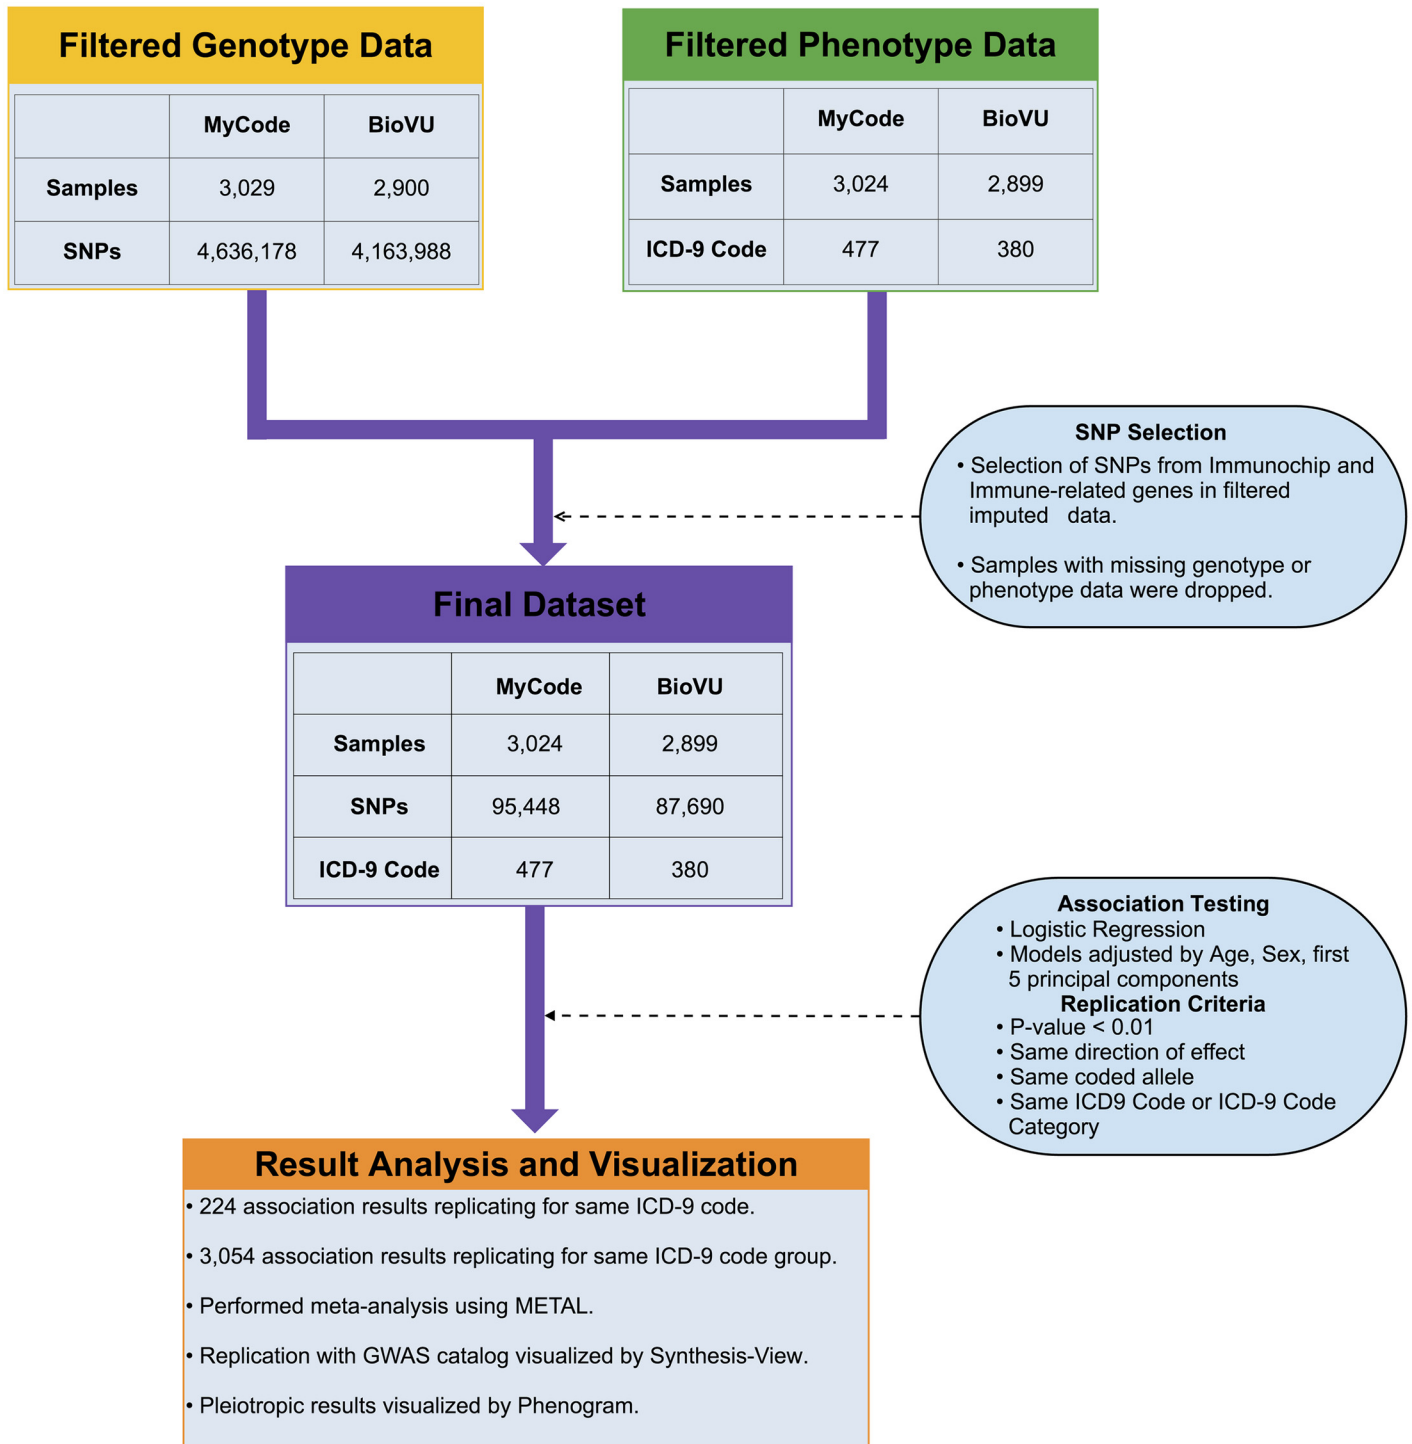 Filtered Genotype Data
MyCode BioVU
Samples 3,029 2,900
SNPs 4,636,178 4,163,988
Filtered Phenotype Data
MyCode BioVU
Samples 3,024 2,899
ICD-9 Code 477 380
SNP Selection
• Selection of SNPs from Immunochip and
Immune-related genes in filtered
imputed data.
• Samples with missing genotype or
phenotype data were dropped.
Final Dataset
MyCode BioVU
Samples 3,024 2,899
SNPs 95,448 87,690
ICD-9 Code 477 380
Association Testing
• Logistic Regression
• Models adjusted by Age, Sex, first
5 principal components
Replication Criteria
• P-value < 0.01
• Same direction of effect
• Same coded allele
• Same ICD9 Code or ICD-9 Code
Category
Result Analysis and Visualization
• 224 association results replicating for same ICD-9 code.
• 3,054 association results replicating for same ICD-9 code group.
• Performed meta-analysis using METAL.
• Replication with GWAS catalog visualized by Synthesis-View.
• Pleiotropic results visualized by Phenogram.